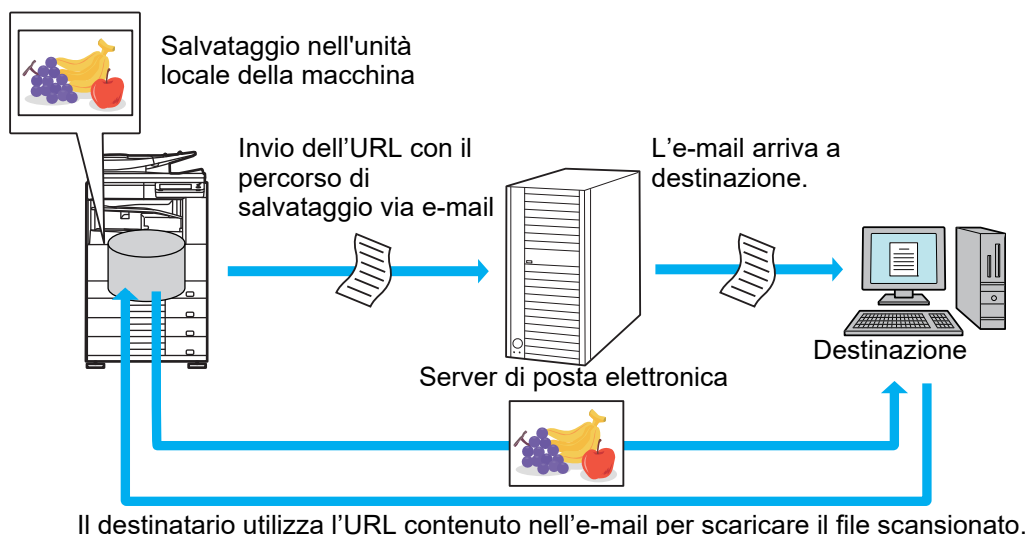 Salvataggio nell'unità
locale della macchina
Invio dell’URL con il
percorso di
salvataggio via e-mail
L’e-mail arriva a
destinazione.
Destinazione
Server di posta elettronica
Il destinatario utilizza l’URL contenuto nell’e-mail per scaricare il file scansionato.